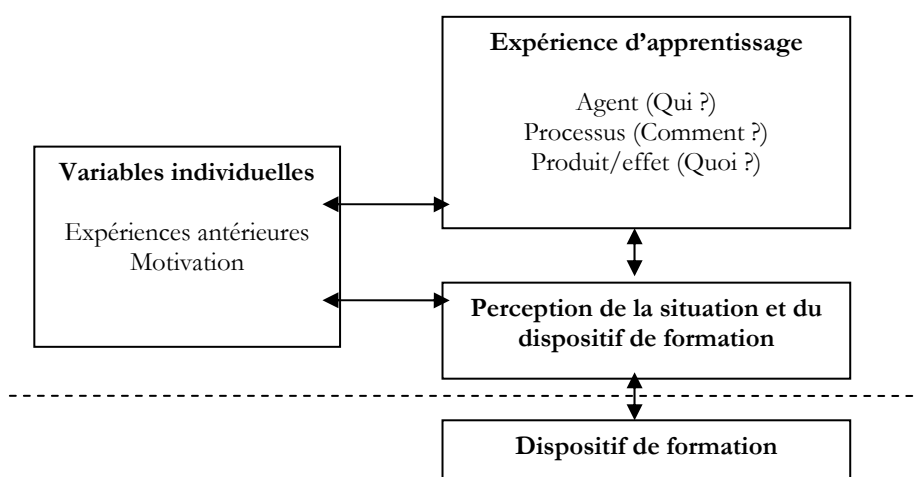 Expérience d’apprentissage
Agent (Qui ?)
Processus (Comment ?)
Produit/effet (Quoi ?)
Variables individuelles
Expériences antérieures
Motivation
Perception de la situation et du
dispositif de formation
Dispositif de formation